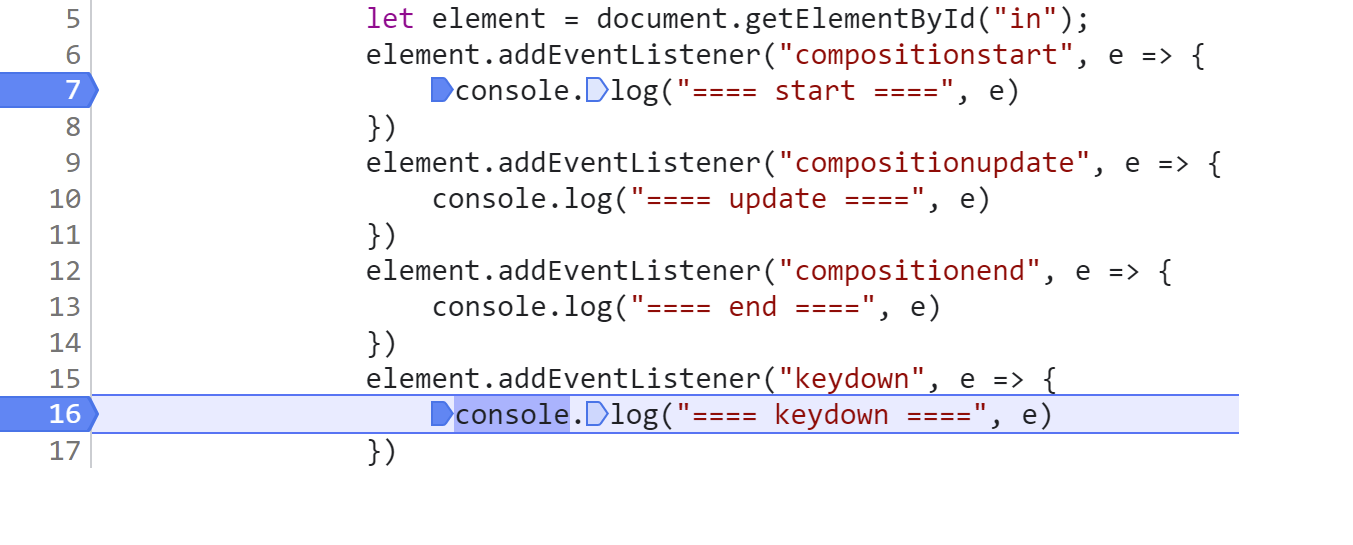 5 let element = document.getElementById("in");
6 element.addEventListener("compositionstart", e => {
7 console.log("==== start ====", e)
8 })
9 element.addEventListener("compositionupdate", e => {
10 console.log("==== update ====", e)
11 })
12 element.addEventListener("compositionend", e => {
13 console.log("==== end ====", e)
14 })
15 element.addEventListener("keydown", e => {
16 console.log("==== keydown ====", e)
17 })